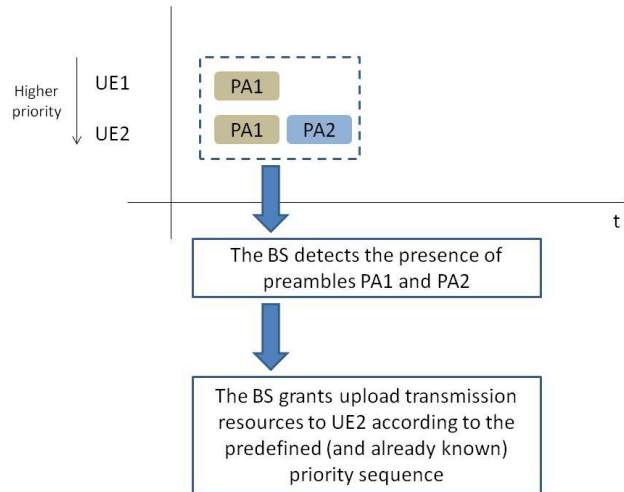 Higher
priority
UE1
PA1
UE2
PA1 PA2
t
The BS detects the presence of
preambles PA1 and PA2
The BS grants upload transmission
resources to UE2 according to the
predefined (and already known)
priority sequence